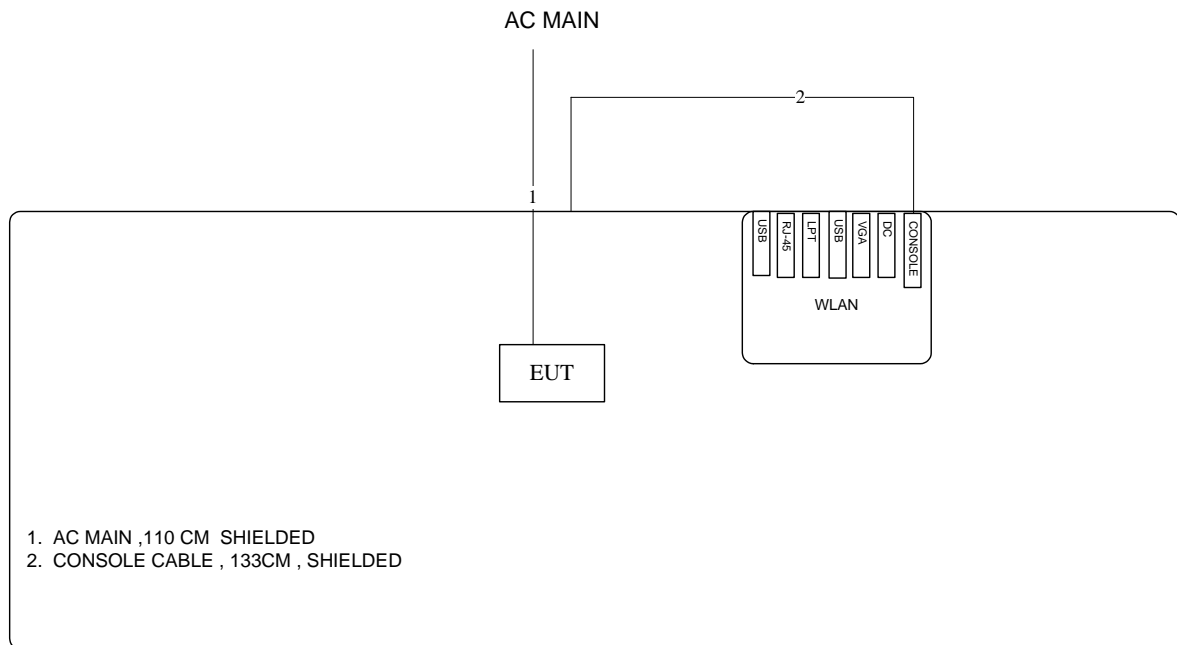 AC MAIN
2
1
USB
RJ-45
LPT
USB
VGA
DC
CONSOLE
WLAN
EUT
1. AC MAIN ,110 CM SHIELDED
2. CONSOLE CABLE , 133CM , SHIELDED